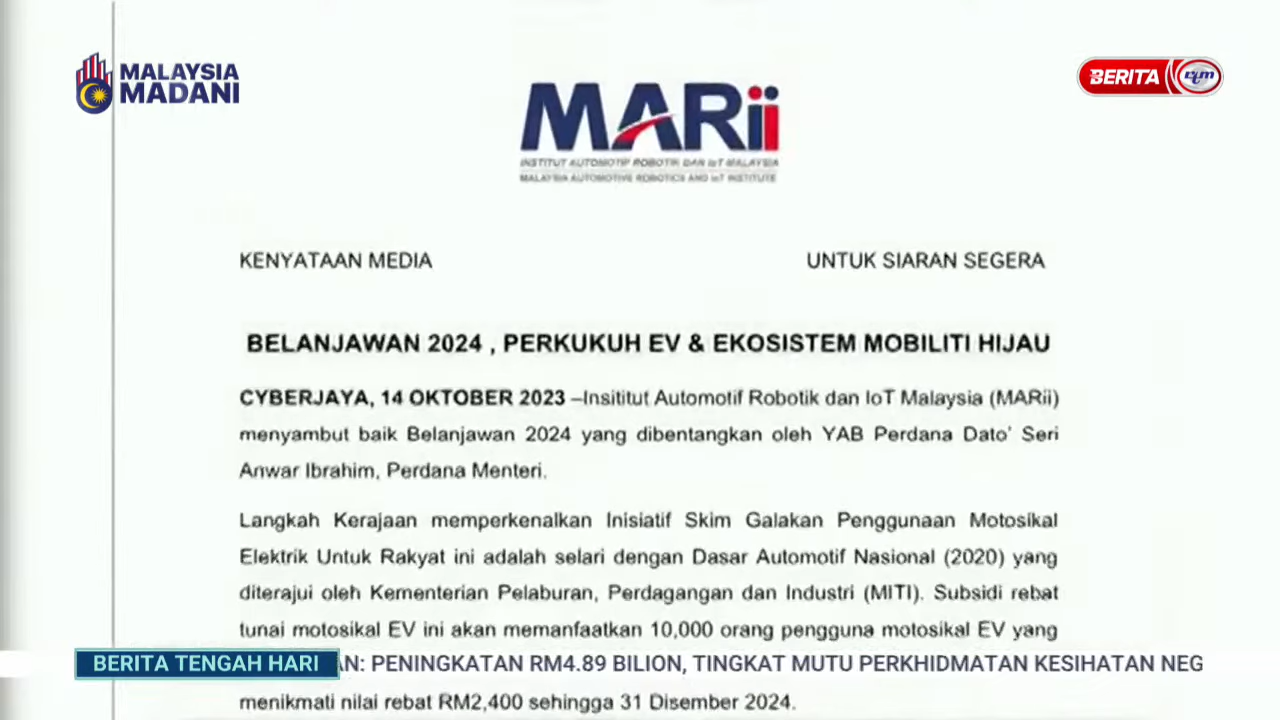 MALAYSIA
MADANI
BERITA rtm
MARii
INSTITUT AUTOMOTIF ROBOTIK DAN IoT MALAYSIA
MALAYSIA AUTOMOTIVE ROBOTICS AND IoT INSTITUTE
KENYATAAN MEDIA
UNTUK SIARAN SEGERA
BELANJAWAN 2024 , PERKUKUH EV & EKOSISTEM MOBILITI HIJAU
CYBERJAYA, 14 OKTOBER 2023 –Insititut Automotif Robotik dan IoT Malaysia (MARii)
menyambut baik Belanjawan 2024 yang dibentangkan oleh YAB Perdana Dato' Seri
Anwar Ibrahim, Perdana Menteri.
Langkah Kerajaan memperkenalkan Inisiatif Skim Galakan Penggunaan Motosikal
Elektrik Untuk Rakyat ini adalah selari dengan Dasar Automotif Nasional (2020) yang
diterajui oleh Kementerian Pelaburan, Perdagangan dan Industri (MITI). Subsidi rebat
tunai motosikal EV ini akan memanfaatkan 10,000 orang pengguna motosikal EV yang
BERITA TENGAH HARI
AN: PENINGKATAN RM4.89 BILION, TINGKAT MUTU PERKHIDMATAN KESIHATAN NEG
menikmati nilai rebat RM2,400 sehingga 31 Disember 2024.